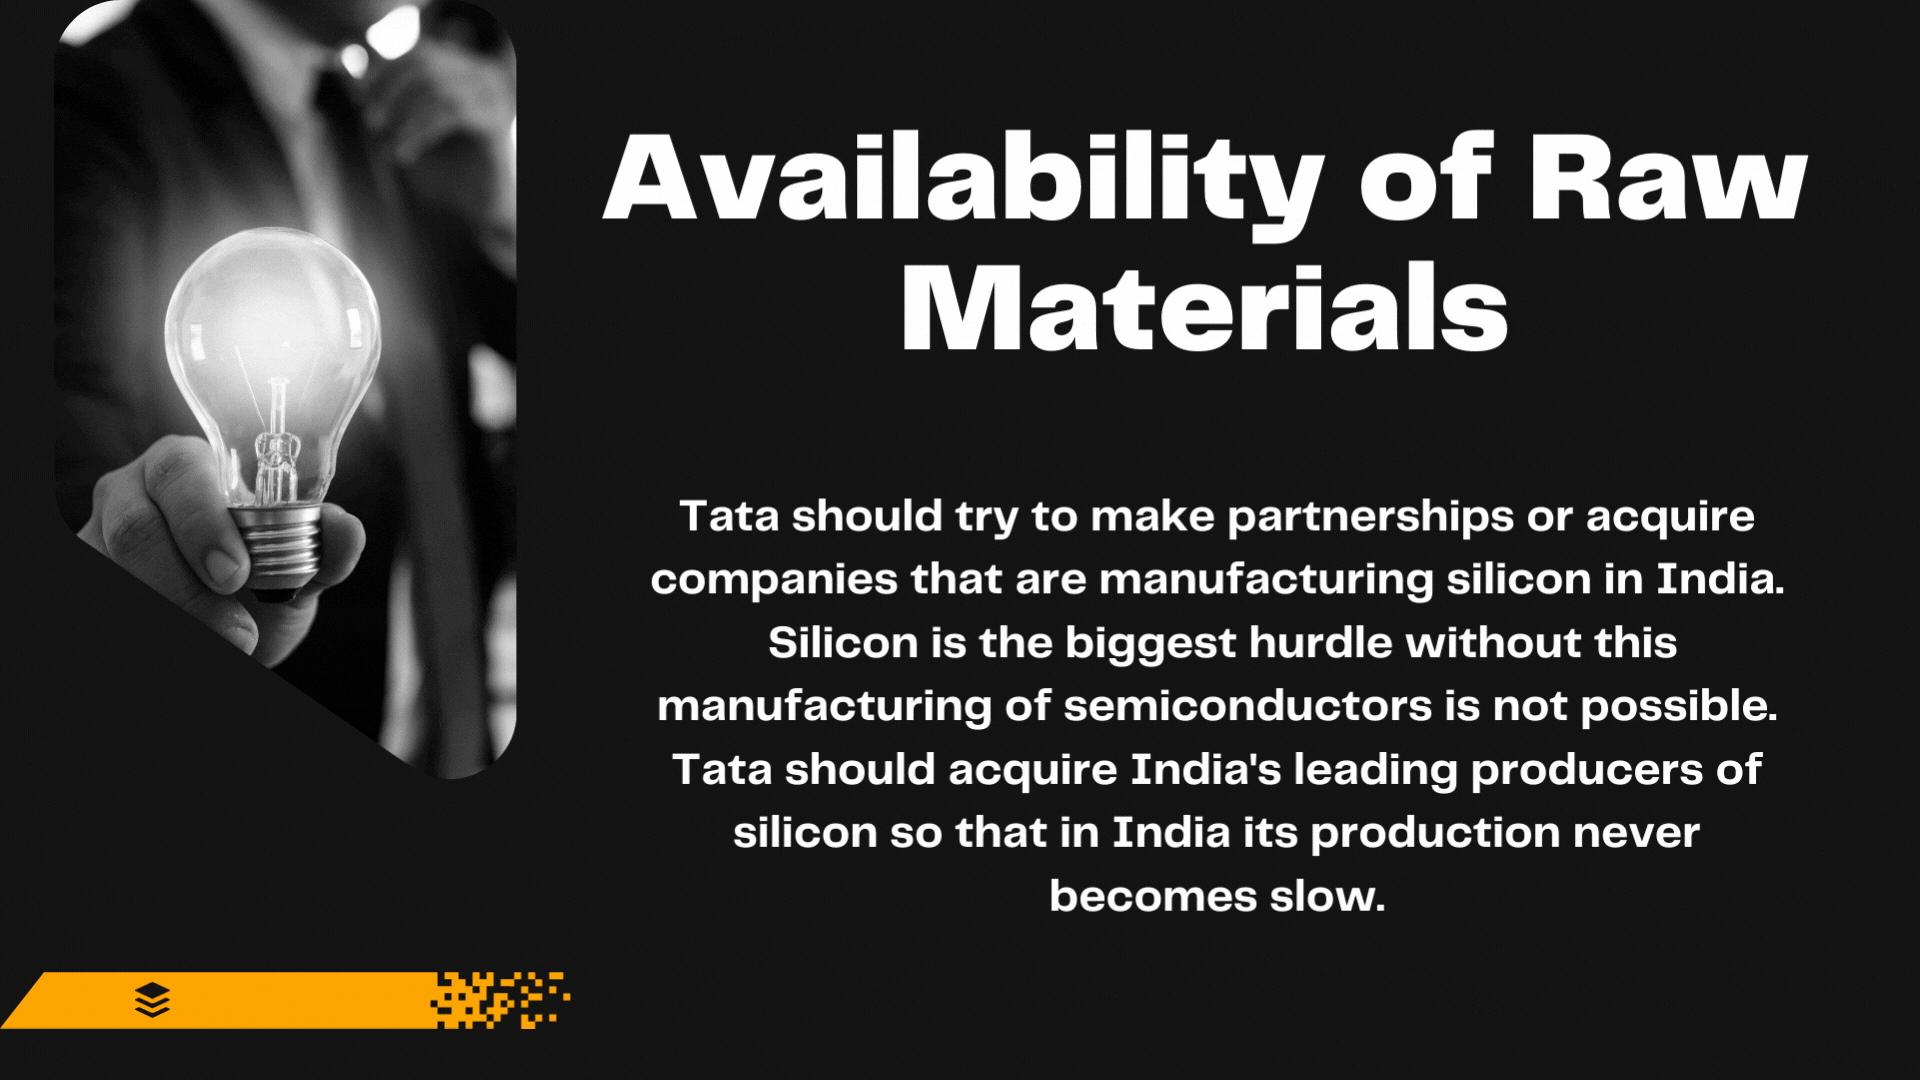 Availability of Raw
Materials
Tata should try to make partnerships or acquire
companies that are manufacturing silicon in India.
Silicon is the biggest hurdle without this
manufacturing of semiconductors is not possible.
Tata should acquire India's leading producers of
silicon so that in India its production never
becomes slow.